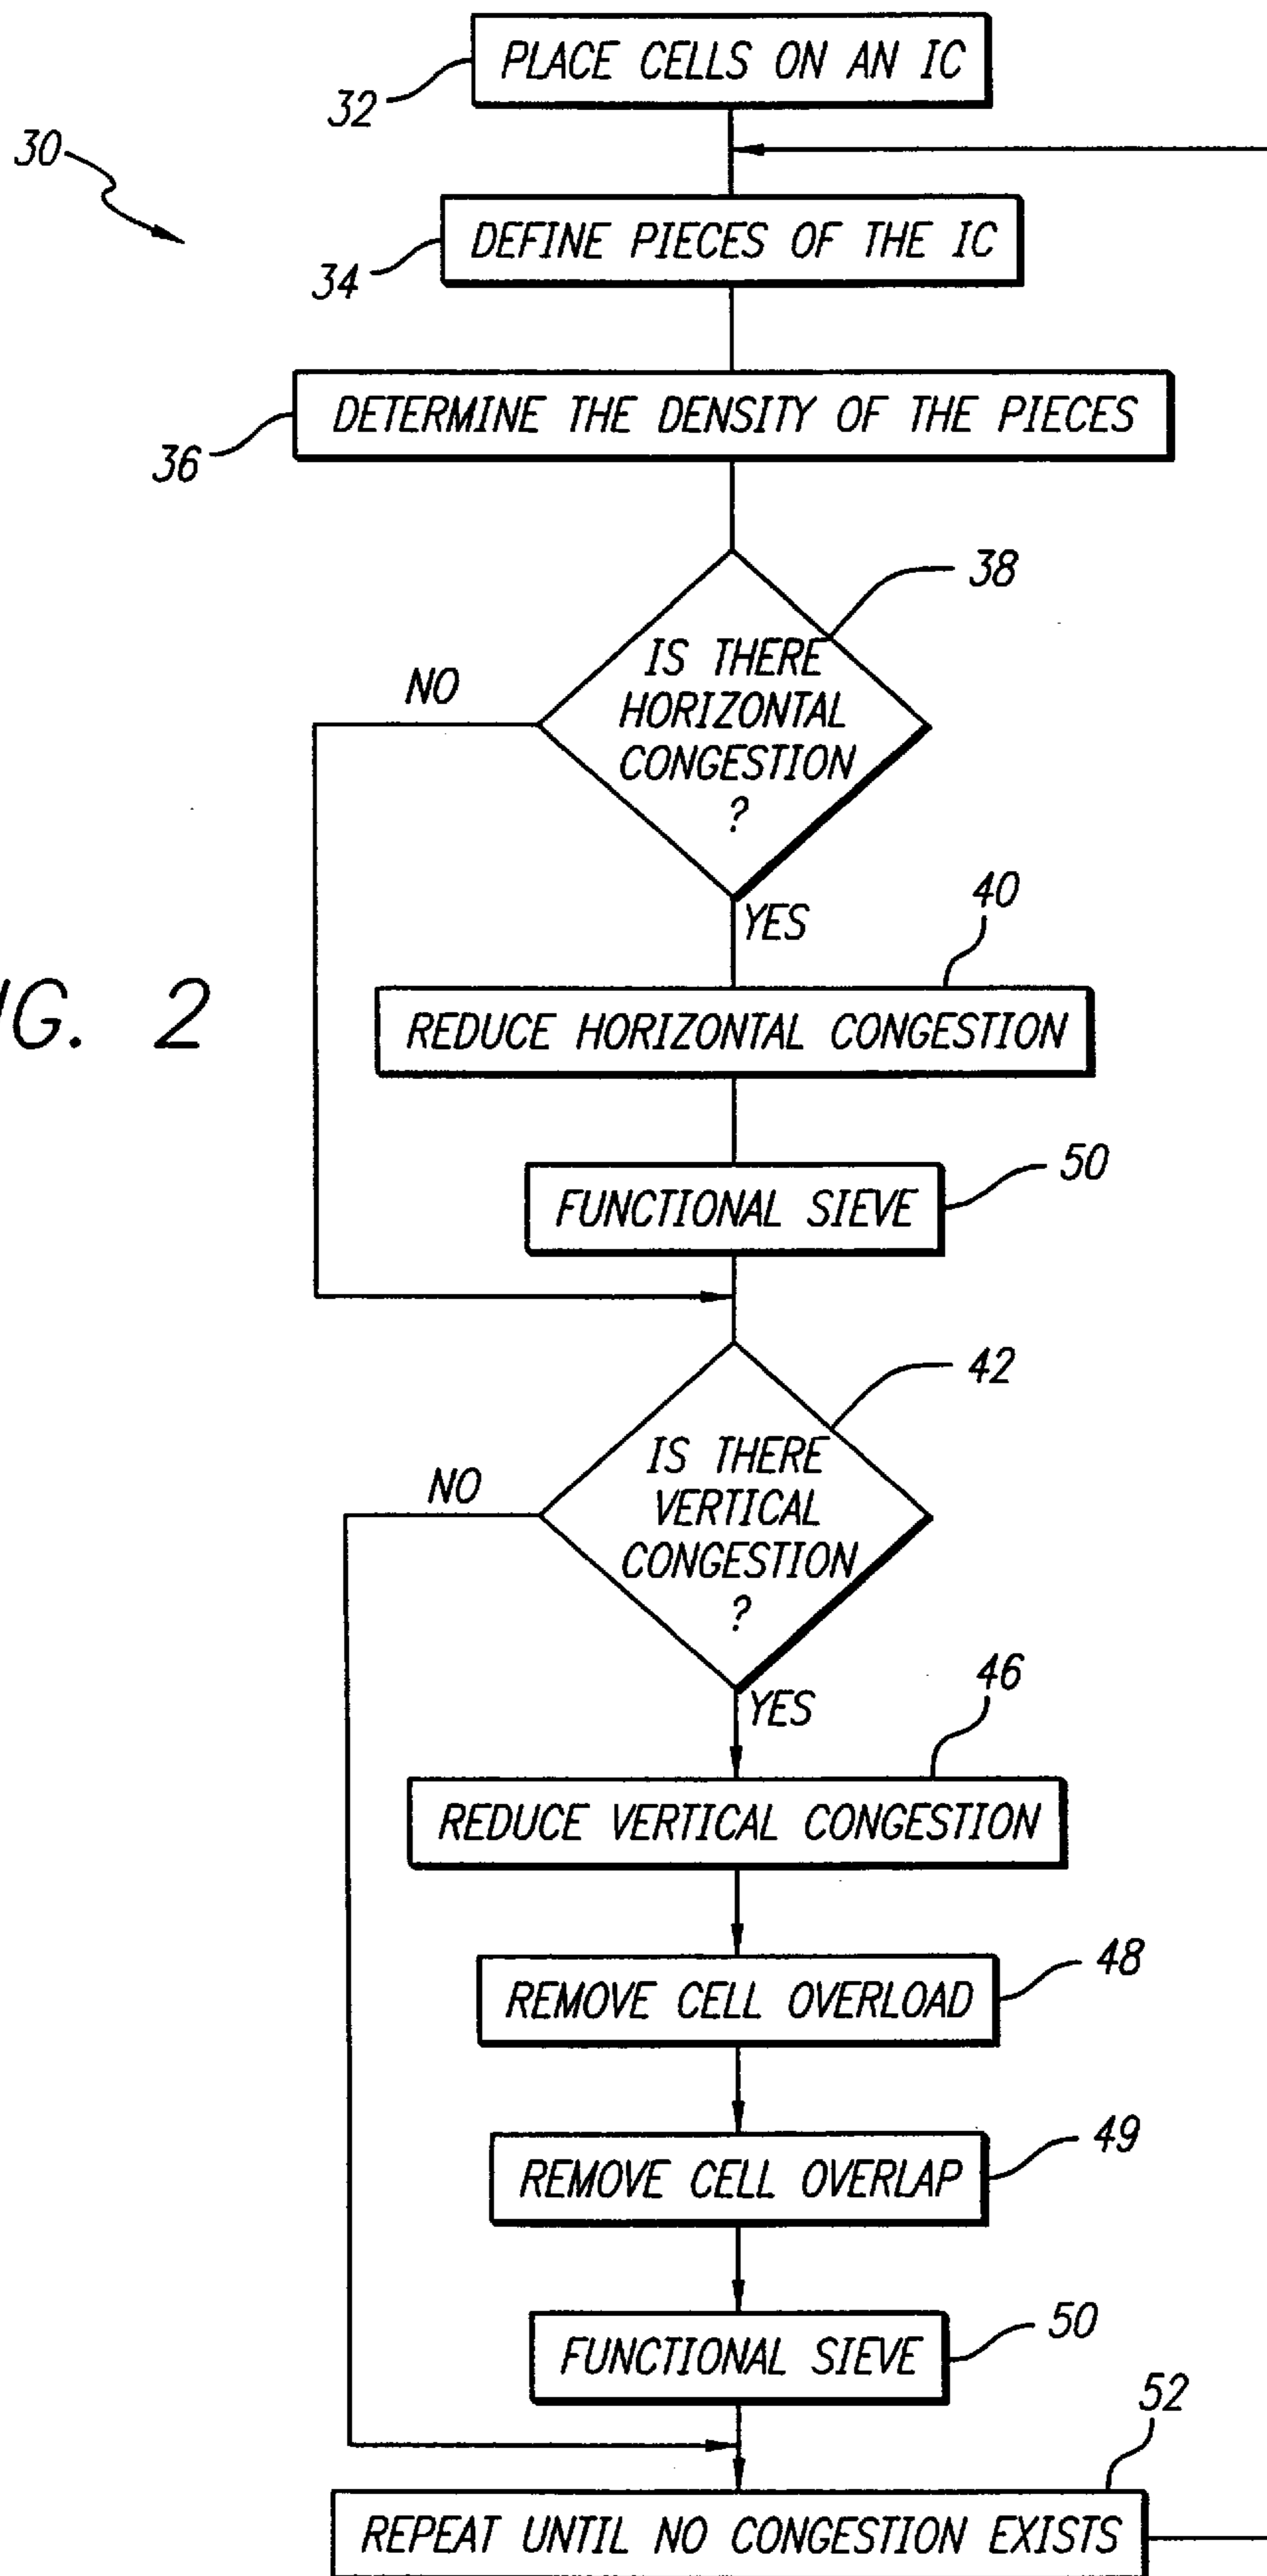 PLACE CELLS ON AN IC
32
30
DEFINE PIECES OF THE IC
34
DETERMINE THE DENSITY OF THE PIECES
36
38
IS THERE
HORIZONTAL
CONGESTION
?
NO
YES
40
REDUCE HORIZONTAL CONGESTION
IG. 2
50
FUNCTIONAL SIEVE
42
IS THERE
VERTICAL
CONGESTION
?
NO
YES
46
REDUCE VERTICAL CONGESTION
48
REMOVE CELL OVERLOAD
49
REMOVE CELL OVERLAP
50
FUNCTIONAL SIEVE
52
REPEAT UNTIL NO CONGESTION EXISTS